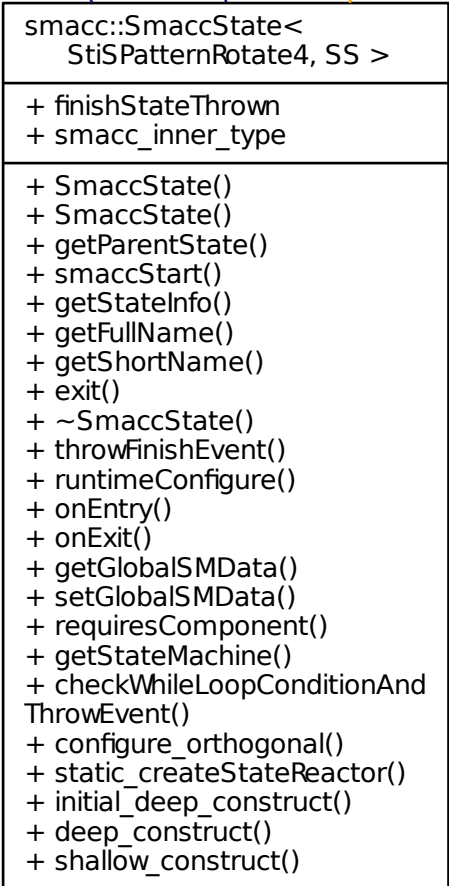 smacc::SmaccState<
StiSPatternRotate4, SS >
+ finishStateThrown
+ smacc_inner_type
+ SmaccState()
+ SmaccState()
+ getParentState()
+ smaccStart()
+ getStateInfo()
+ getFullName()
+ getShortName()
+ exit()
+ ~SmaccState()
+ throwFinishEvent()
+ runtimeConfigure()
+ onEntry()
+ onExit()
+ getGlobalSMData()
+ setGlobalSMData()
+ requiresComponent()
+ getStateMachine()
+ checkWhileLoopConditionAnd
ThrowEvent()
+ configure_orthogonal()
+ static_createStateReactor()
+ initial_deep_construct()
+ deep_construct()
+ shallow_construct()